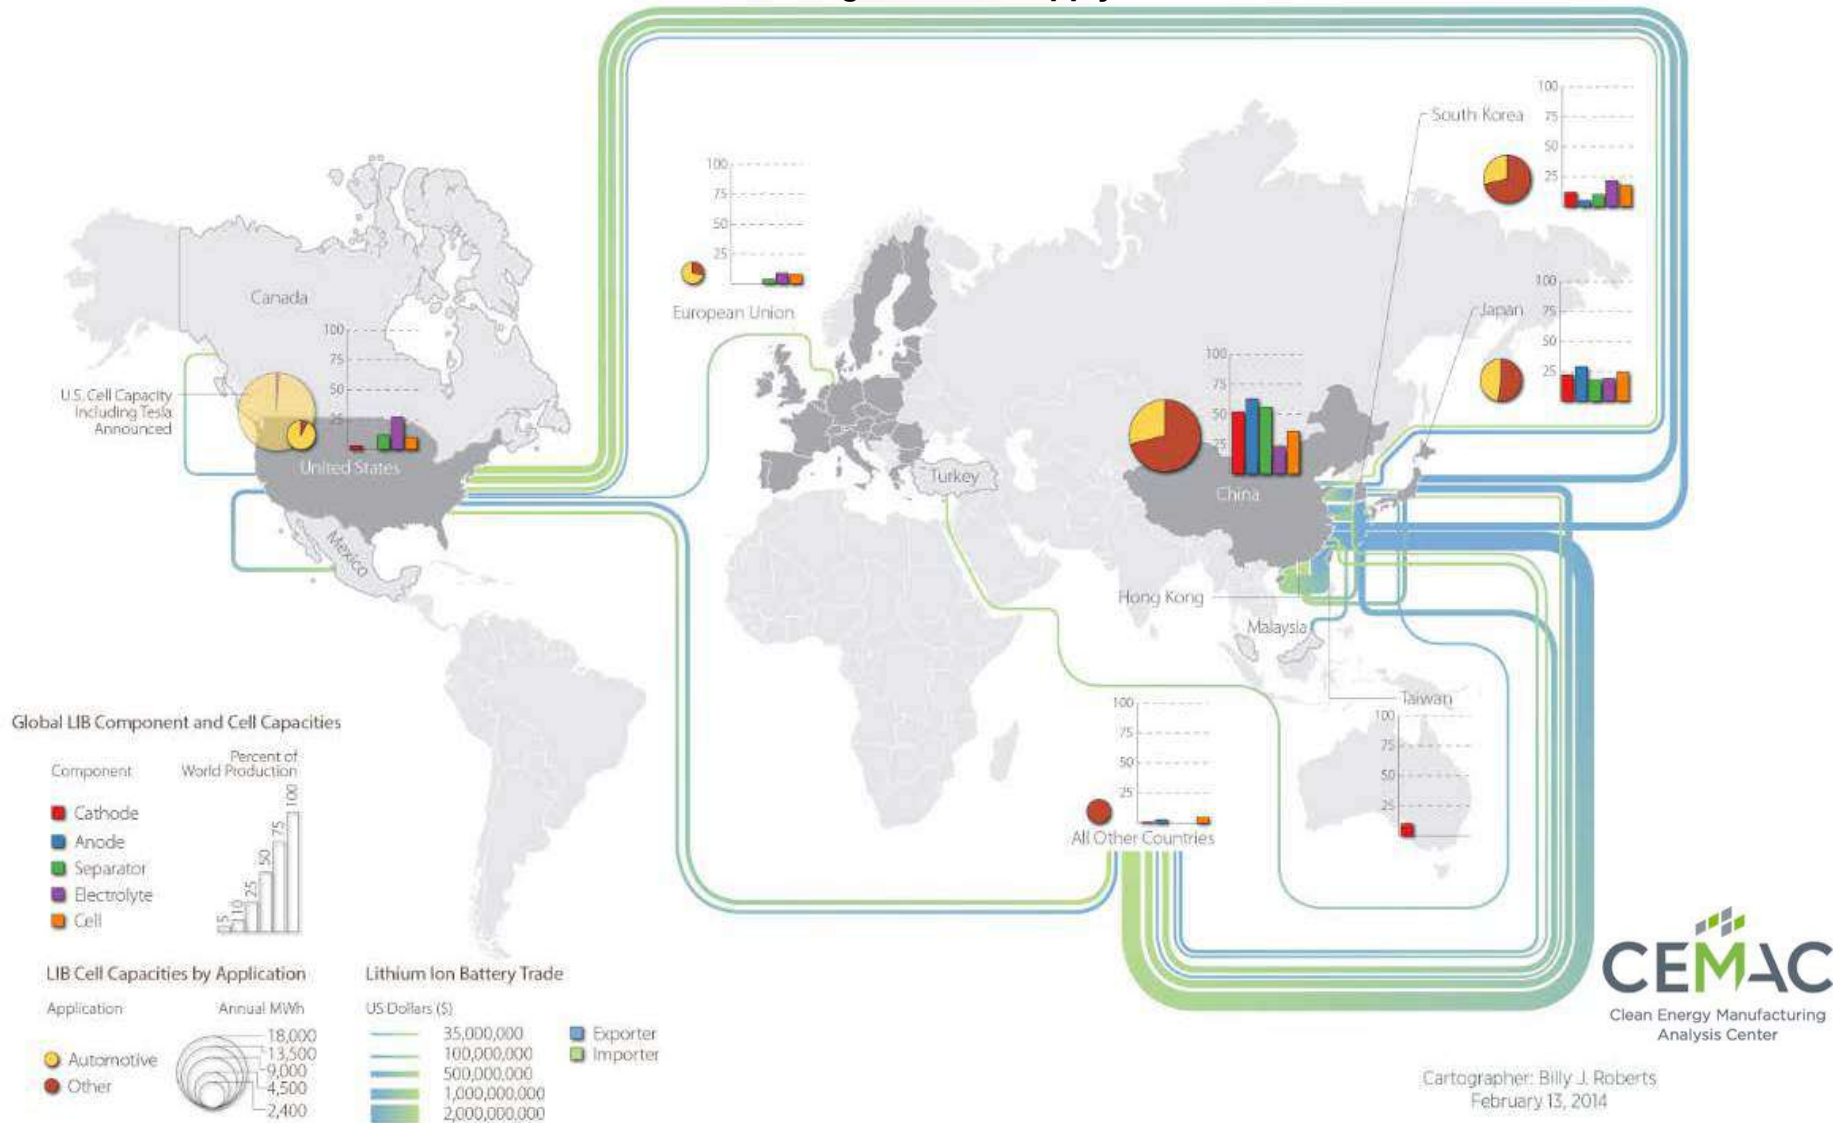 South Korea
100
75
50
25
100
75
50
25
European Union
Canada
100
75
50
25
U.S. Cell Capacity
Including Tesla
Announced
United States
Mexico
100
75
50
25
Japan
100
75
50
25
China
Turkey
Hong Kong
Malaysia
Taiwan
100
75
50
25
100
75
50
25
All Other Countries
Global LIB Component and Cell Capacities
Component
Percent of
World Production
Cathode
Anode
Separator
Electrolyte
Cell
5
10
25
50
75
100
LIB Cell Capacities by Application
Application
Annual MWh
Automotive
Other
18,000
13,500
9,000
4,500
2,400
Lithium Ion Battery Trade
US Dollars ($)
35,000,000
100,000,000
500,000,000
1,000,000,000
2,000,000,000
Exporter
Importer
CEMAC
Clean Energy Manufacturing
Analysis Center
Cartographer: Billy J. Roberts
February 13, 2014